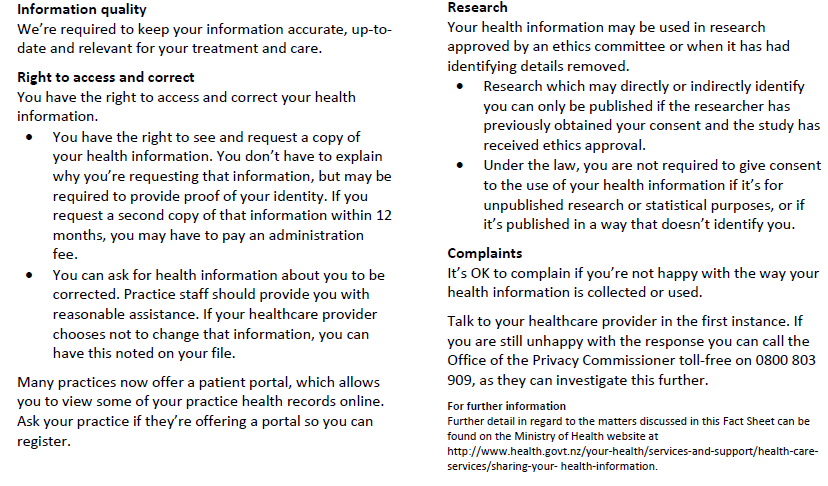 Information quality
We're required to keep your information accurate, up-to-
date and relevant for your treatment and care.
Right to access and correct
You have the right to access and correct your health
information.
• You have the right to see and request a copy of
your health information. You don't have to explain
why you're requesting that information, but may be
required to provide proof of your identity. If you
request a second copy of that information within 12
months, you may have to pay an administration
fee.
• You can ask for health information about you to be
corrected. Practice staff should provide you with
reasonable assistance. If your healthcare provider
chooses not to change that information, you can
have this noted on your file.
Many practices now offer a patient portal, which allows
you to view some of your practice health records online.
Ask your practice if they're offering a portal so you can
register.
Research
Your health information may be used in research
approved by an ethics committee or when it has had
identifying details removed.
• Research which may directly or indirectly identify
you can only be published if the researcher has
previously obtained your consent and the study has
received ethics approval.
• Under the law, you are not required to give consent
to the use of your health information if it's for
unpublished research or statistical purposes, or if
it's published in a way that doesn't identify you.
Complaints
It's OK to complain if you're not happy with the way your
health information is collected or used.
Talk to your healthcare provider in the first instance. If
you are still unhappy with the response you can call the
Office of the Privacy Commissioner toll-free on 0800 803
909, as they can investigate this further.
For further information
Further detail in regard to the matters discussed in this Fact Sheet can be
found on the Ministry of Health website at
http://www.health.govt.nz/your-health/services-and-support/health-care-
services/sharing-your- health-information.